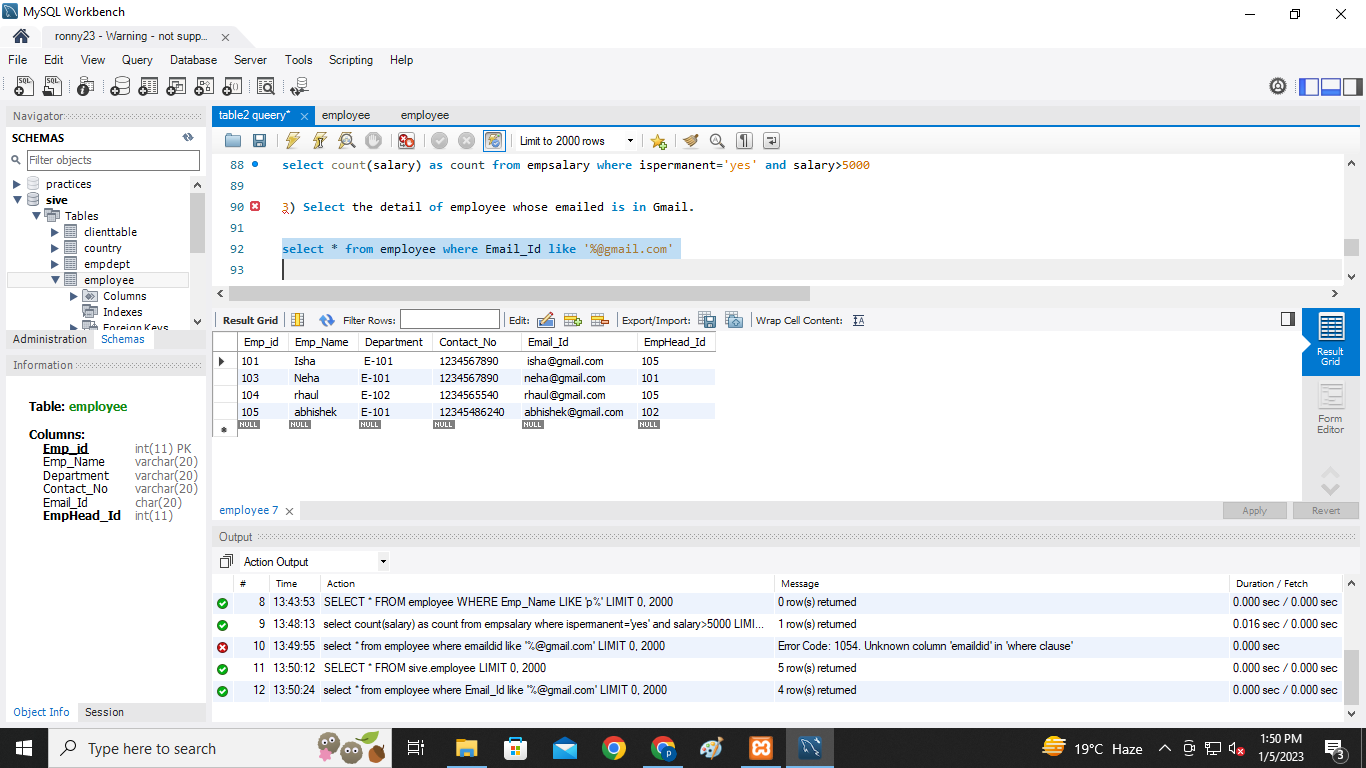 MySQL Workbench
ronny23 - Warning - not supp...
File Edit View Query Database Server Tools Scripting Help
Navigator
SCHEMAS
Filter objects
practices
sive
Tables
clienttable
country
empdept
employee
Columns
Indexes
Foreign Keys
Administration Schemas
Information
Table: employee
Columns:
Emp_id int(11) PK
Emp_Name varchar(20)
Department varchar(20)
Contact_No varchar(20)
Email_Id char(20)
EmpHead_Id int(11)
Object Info Session
table2 queery* employee employee
Limit to 2000 rows
88 select count(salary) as count from empsalary where ispermanent='yes' and salary>5000
89
90 3) Select the detail of employee whose emailed is in Gmail.
91
92 select * from employee where Email_Id like '%@gmail.com'
93
Result Grid Filter Rows: Edit: Export/Import: Wrap Cell Content:
Emp_id Emp_Name Department Contact_No Email_Id EmpHead_Id
101 Isha E-101 1234567890 isha@gmail.com 105
103 Neha E-101 1234567890 neha@gmail.com 101
104 rhaul E-102 1234565540 rhaul@gmail.com 105
105 abhishek E-101 12345486240 abhishek@gmail.com 102
NULL NULL NULL NULL NULL NULL
Result Grid
Form Editor
employee 7 Apply Revert
Output
Action Output
# Time Action Message Duration / Fetch
8 13:43:53 SELECT * FROM employee WHERE Emp_Name LIKE 'p%' LIMIT 0, 2000 0 row(s) returned 0.000 sec / 0.000 sec
9 13:48:13 select count(salary) as count from empsalary where ispermanent='yes' and salary>5000 LIMI... 1 row(s) returned 0.016 sec / 0.000 sec
10 13:49:55 select * from employee where emaildid like '%@gmail.com' LIMIT 0, 2000 Error Code: 1054. Unknown column 'emaildid' in 'where clause' 0.000 sec
11 13:50:12 SELECT * FROM sive.employee LIMIT 0, 2000 5 row(s) returned 0.000 sec / 0.000 sec
12 13:50:24 select * from employee where Email_Id like '%@gmail.com' LIMIT 0, 2000 4 row(s) returned 0.000 sec / 0.000 sec
Type here to search
19°C Haze
1:50 PM
1/5/2023
3